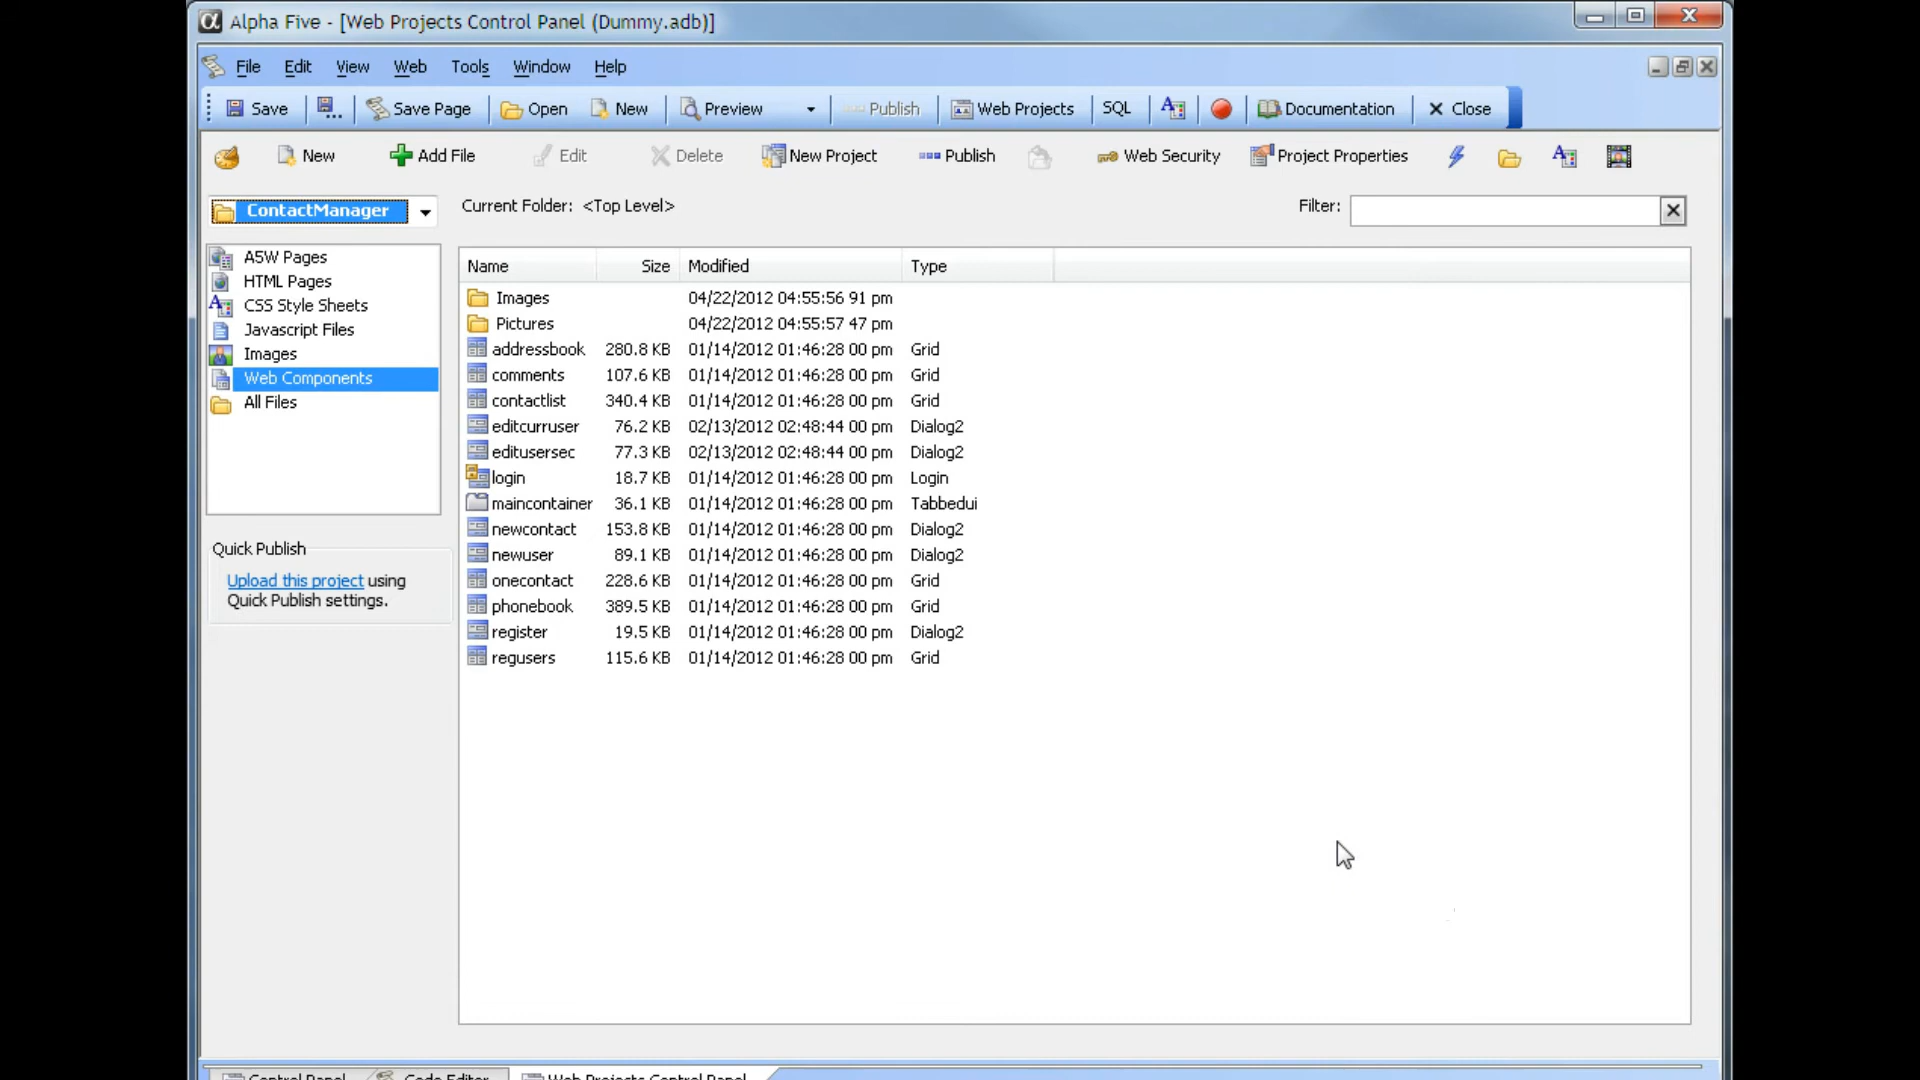 Alpha Five - [Web Projects Control Panel (Dummy.adb)]
File Edit View Web Tools Window Help
Save Save Page Open New Preview Publish Web Projects SQL Documentation Close
New Add File Edit Delete New Project Publish Web Security Project Properties
ContactManager Current Folder: <Top Level> Filter:
A5W Pages
HTML Pages
CSS Style Sheets
Javascript Files
Images
Web Components
All Files
Quick Publish
Upload this project using
Quick Publish settings.
Name Size Modified Type
Images 04/22/2012 04:55:56 91 pm
Pictures 04/22/2012 04:55:57 47 pm
addressbook 280.8 KB 01/14/2012 01:46:28 00 pm Grid
comments 107.6 KB 01/14/2012 01:46:28 00 pm Grid
contactlist 340.4 KB 01/14/2012 01:46:28 00 pm Grid
editcurruser 76.2 KB 02/13/2012 02:48:44 00 pm Dialog2
editusersec 77.3 KB 02/13/2012 02:48:44 00 pm Dialog2
login 18.7 KB 01/14/2012 01:46:28 00 pm Login
maincontainer 36.1 KB 01/14/2012 01:46:28 00 pm Tabbedui
newcontact 153.8 KB 01/14/2012 01:46:28 00 pm Dialog2
newuser 89.1 KB 01/14/2012 01:46:28 00 pm Dialog2
onecontact 228.6 KB 01/14/2012 01:46:28 00 pm Grid
phonebook 389.5 KB 01/14/2012 01:46:28 00 pm Grid
register 19.5 KB 01/14/2012 01:46:28 00 pm Dialog2
regusers 115.6 KB 01/14/2012 01:46:28 00 pm Grid
Control Panel Code Editor Web Projects Control Panel